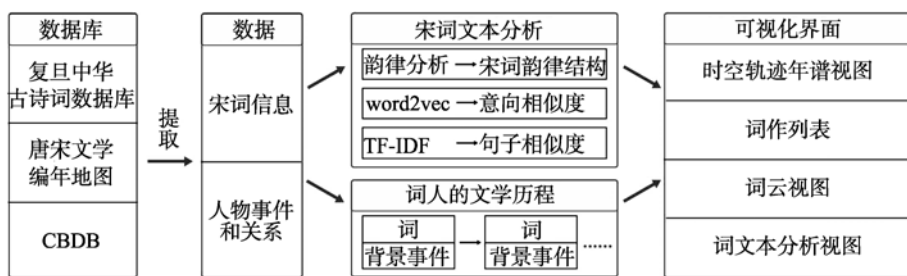 数据库
复旦中华
古诗词数据库
唐宋文学
编年地图
CBDB
提取
数据
宋词信息
人物事件
和关系
宋词文本分析
韵律分析→宋词韵律结构
word2vec→意向相似度
TF-IDF→句子相似度
词人的文学历程
词
背景事件
→
词
背景事件
......
可视化界面
时空轨迹年谱视图
词作列表
词云视图
词文本分析视图